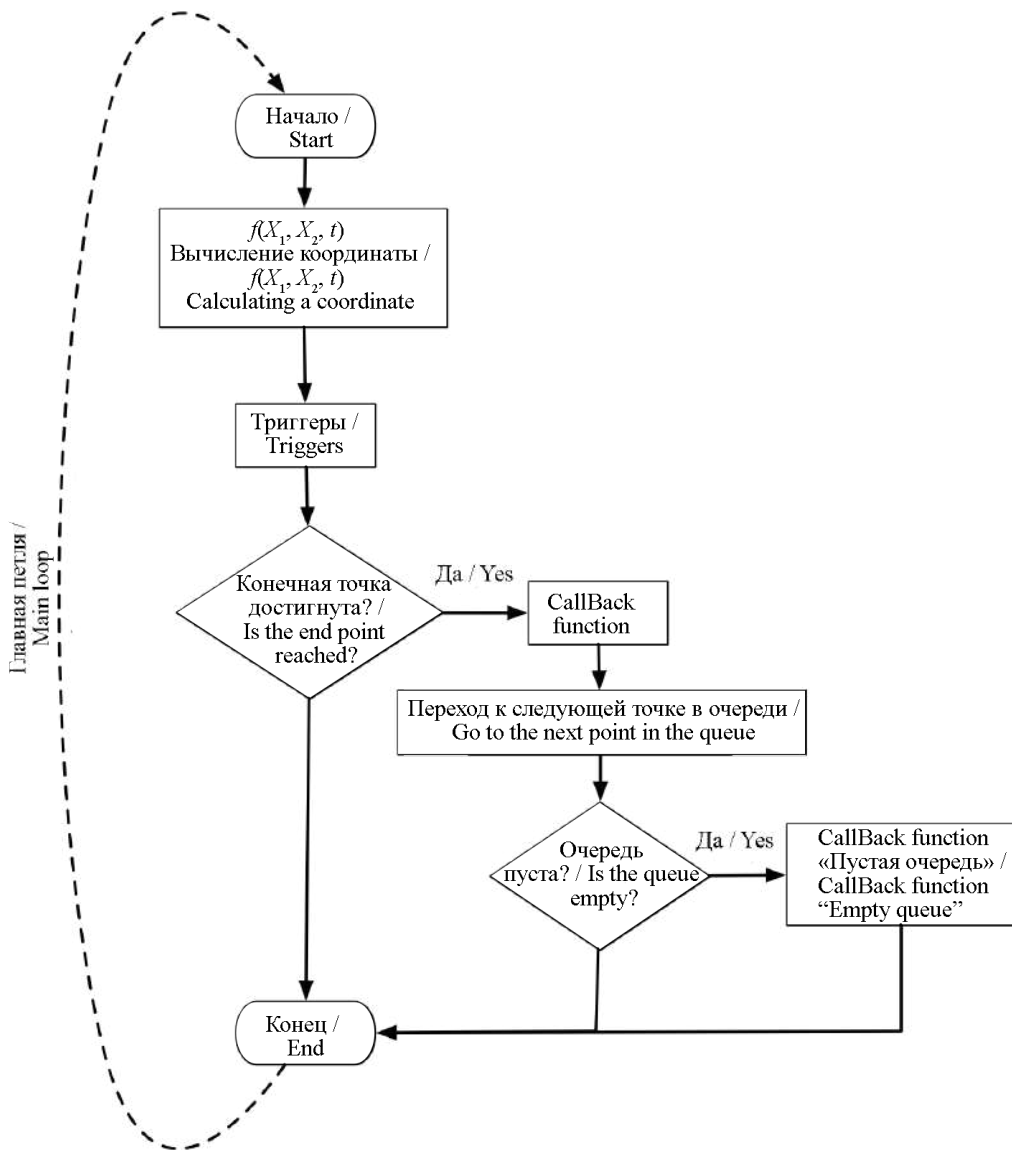 Начало /
Start
f(X₁, X₂, t)
Вычисление координаты /
f(X₁, X₂, t)
Calculating a coordinate
Триггеры /
Triggers
Главная петля /
Main loop
Конечная точка
достигнута? /
Is the end point
reached?
Да / Yes
CallBack
function
Переход к следующей точке в очереди /
Go to the next point in the queue
Очередь
пуста? / Is the queue
empty?
Да / Yes
CallBack function
«Пустая очередь» /
CallBack function
“Empty queue”
Конец /
End